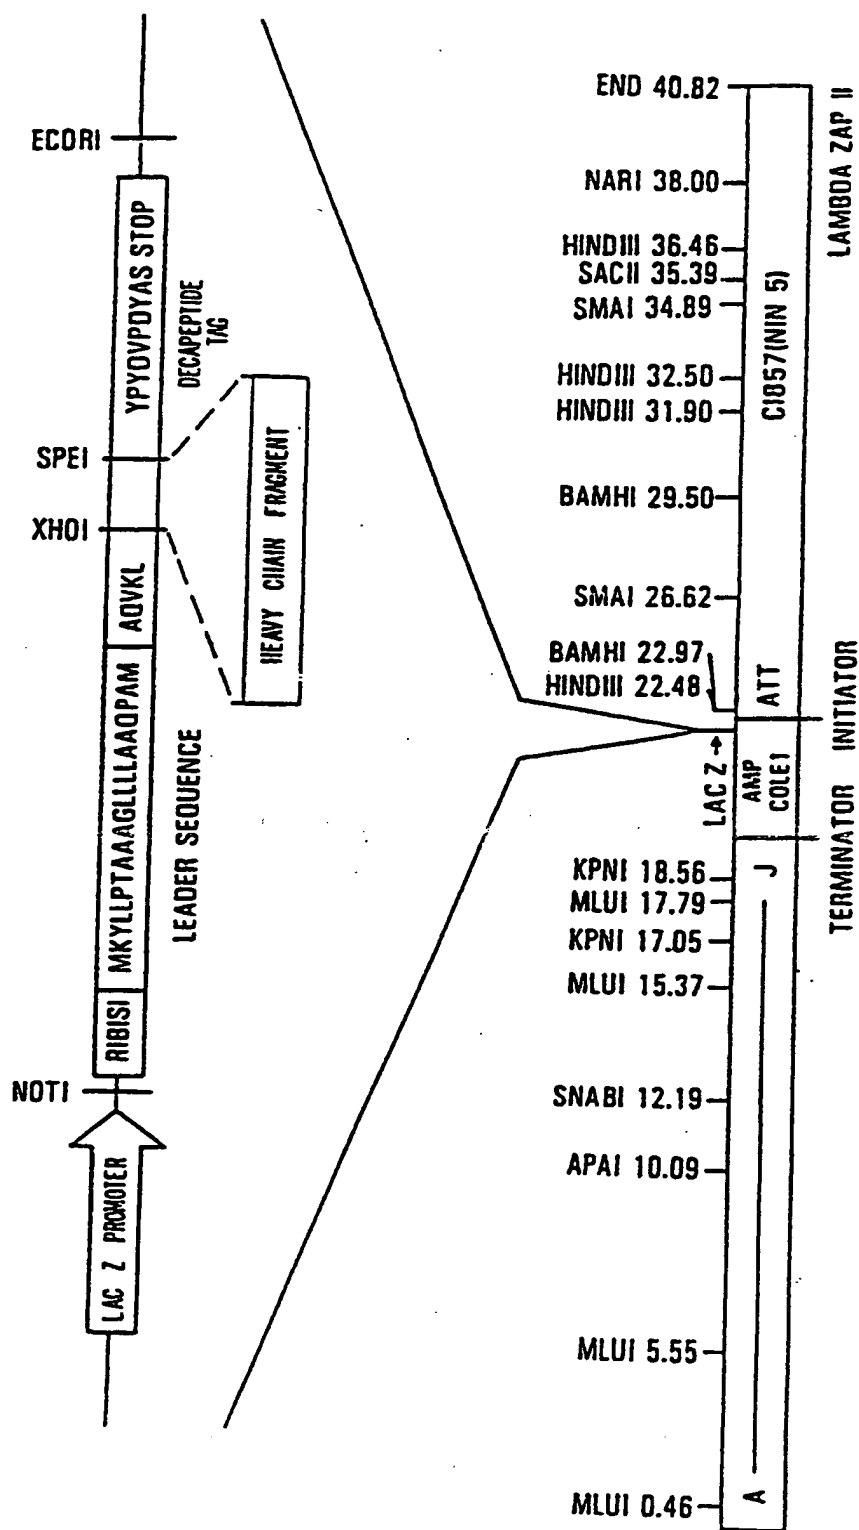 ECORI
YPYDVPDYAS STOP
DECAPEPTIDE
TAG
SPEI
XHOI
HEAVY CHAIN FRAGMENT
AQVKL
MKYLLPTAAAGLLLLAAQPAM
LEADER SEQUENCE
RIBISI
NOTI
LAC Z PROMOTER
END 40.82
NARI 38.00
HINDIII 36.46
SACII 35.39
SMAI 34.89
HINDIII 32.50
HINDIII 31.90
BAMHI 29.50
SMAI 26.62
BAMHI 22.97
HINDIII 22.48
LAC Z →
KPNI 18.56
MLUI 17.79
KPNI 17.05
MLUI 15.37
SNABI 12.19
APAI 10.09
MLUI 5.55
MLUI 0.46
CI857(NIN 5)
ATT
AMP
COLE1
J
A
LAMBDA ZAP II
INITIATOR
TERMINATOR